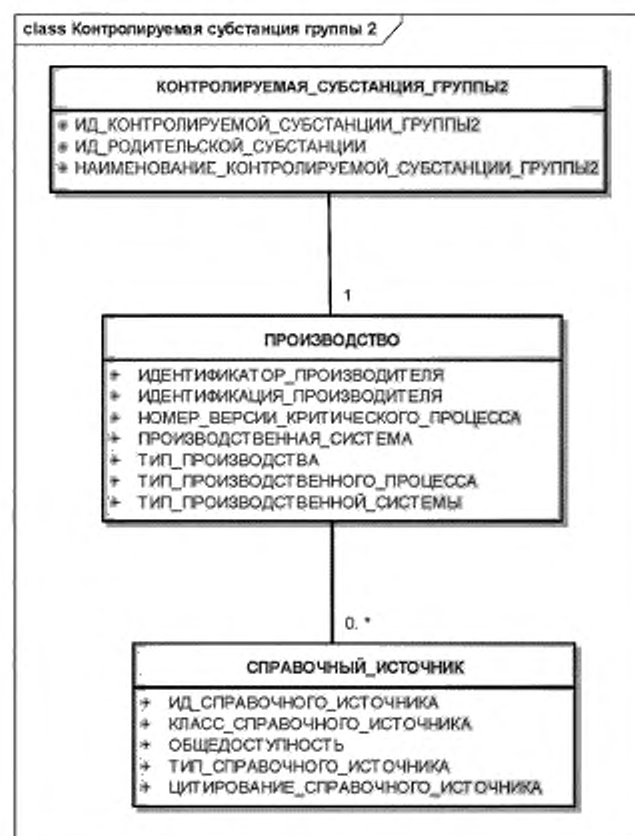 class Контролируемая субстанция группы 2
КОНТРОЛИРУЕМАЯ_СУБСТАНЦИЯ_ГРУППЫ2
+ ИД_КОНТРОЛИРУЕМОЙ_СУБСТАНЦИИ_ГРУППЫ2
+ ИД_РОДИТЕЛЬСКОЙ_СУБСТАНЦИИ
+ НАИМЕНОВАНИЕ_КОНТРОЛИРУЕМОЙ_СУБСТАНЦИИ_ГРУППЫ2
1
ПРОИЗВОДСТВО
+ ИДЕНТИФИКАТОР_ПРОИЗВОДИТЕЛЯ
+ ИДЕНТИФИКАЦИЯ_ПРОИЗВОДИТЕЛЯ
+ НОМЕР_ВЕРСИИ_КРИТИЧЕСКОГО_ПРОЦЕССА
+ ПРОИЗВОДСТВЕННАЯ_СИСТЕМА
+ ТИП_ПРОИЗВОДСТВА
+ ТИП_ПРОИЗВОДСТВЕННОГО_ПРОЦЕССА
+ ТИП_ПРОИЗВОДСТВЕННОЙ_СИСТЕМЫ
0. *
СПРАВОЧНЫЙ_ИСТОЧНИК
+ ИД_СПРАВОЧНОГО_ИСТОЧНИКА
+ КЛАСС_СПРАВОЧНОГО_ИСТОЧНИКА
+ ОБЩЕДОСТУПНОСТЬ
+ ТИП_СПРАВОЧНОГО_ИСТОЧНИКА
+ ЦИТИРОВАНИЕ_СПРАВОЧНОГО_ИСТОЧНИКА